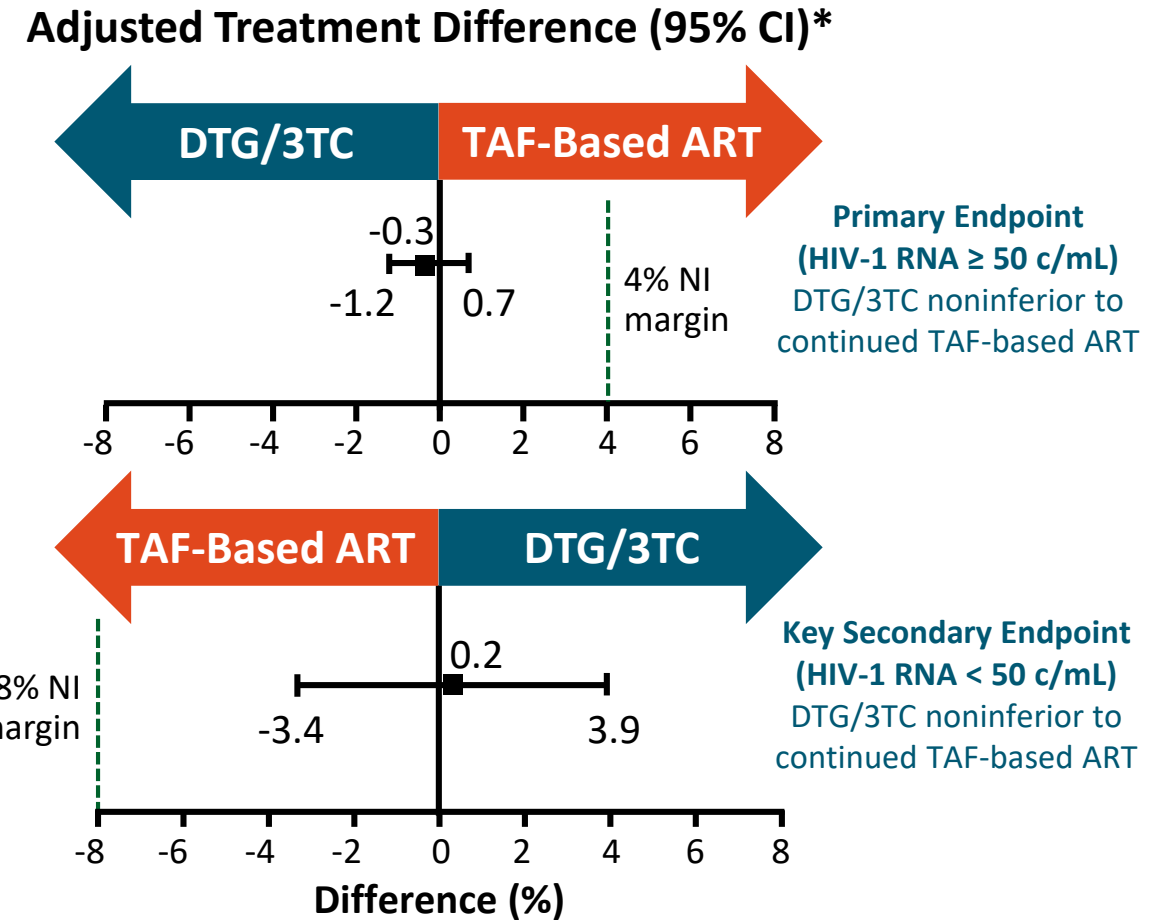 Adjusted Treatment Difference (95% CI)*
DTG/3TC
TAF-Based ART
-0.3
-1.2
0.7
4% NI
margin
Primary Endpoint
(HIV-1 RNA ≥ 50 c/mL)
DTG/3TC noninferior to
continued TAF-based ART
-8 -6 -4 -2 0 2 4 6 8
TAF-Based ART
DTG/3TC
8% NI
0.2
-3.4
3.9
Key Secondary Endpoint
(HIV-1 RNA < 50 c/mL)
DTG/3TC noninferior to
continued TAF-based ART
-8 -6 -4 -2 0 2 4 6 8
Difference (%)